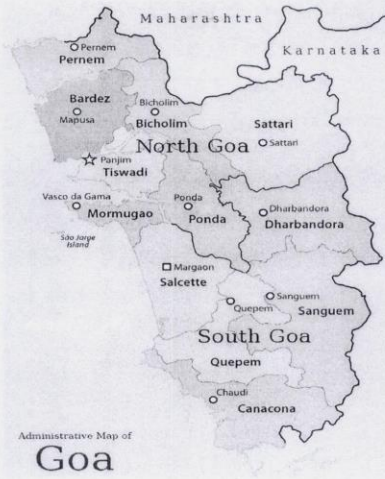 Maharashtra
Karnataka
Pernem
Pernem
Bardez
Mapusa
Bicholim
Bicholim
Sattari
North Goa
Sattari
Panjim
Tiswadi
Vasco da Gama
Mormugao
Ponda
Ponda
Dharbandora
Dharbandora
São Jorge
Island
Margaon
Salcette
Sanguem
Quepem
Sanguem
South Goa
Quepem
Chaudi
Canacona
Administrative Map of
Goa